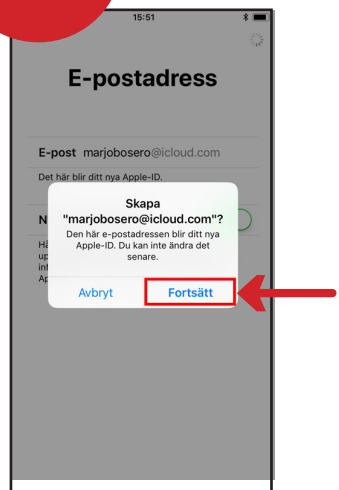 15:51
E-postadress
E-post marjobosero@icloud.com
Det här blir ditt nya Apple-ID.
Skapa
"marjobosero@icloud.com"?
Den här e-postadressen blir ditt nya
Apple-ID. Du kan inte ändra det
senare.
Avbryt Fortsätt